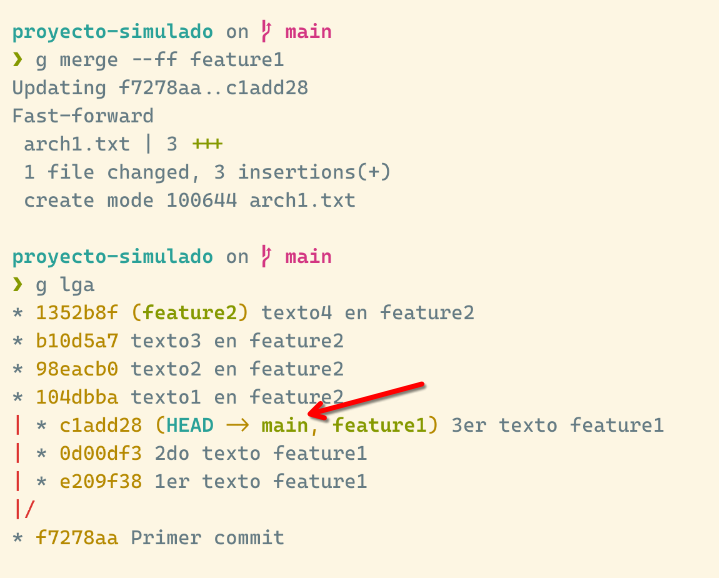 proyecto-simulado on main
❯ g merge --ff feature1
Updating f7278aa..c1add28
Fast-forward
arch1.txt | 3 +++
1 file changed, 3 insertions(+)
create mode 100644 arch1.txt
proyecto-simulado on main
❯ g lga
* 1352b8f (feature2) texto4 en feature2
* b10d5a7 texto3 en feature2
* 98eacb0 texto2 en feature2
* 104dbba texto1 en feature2
| * c1add28 (HEAD -> main, feature1) 3er texto feature1
| * 0d00df3 2do texto feature1
| * e209f38 1er texto feature1
|/
* f7278aa Primer commit